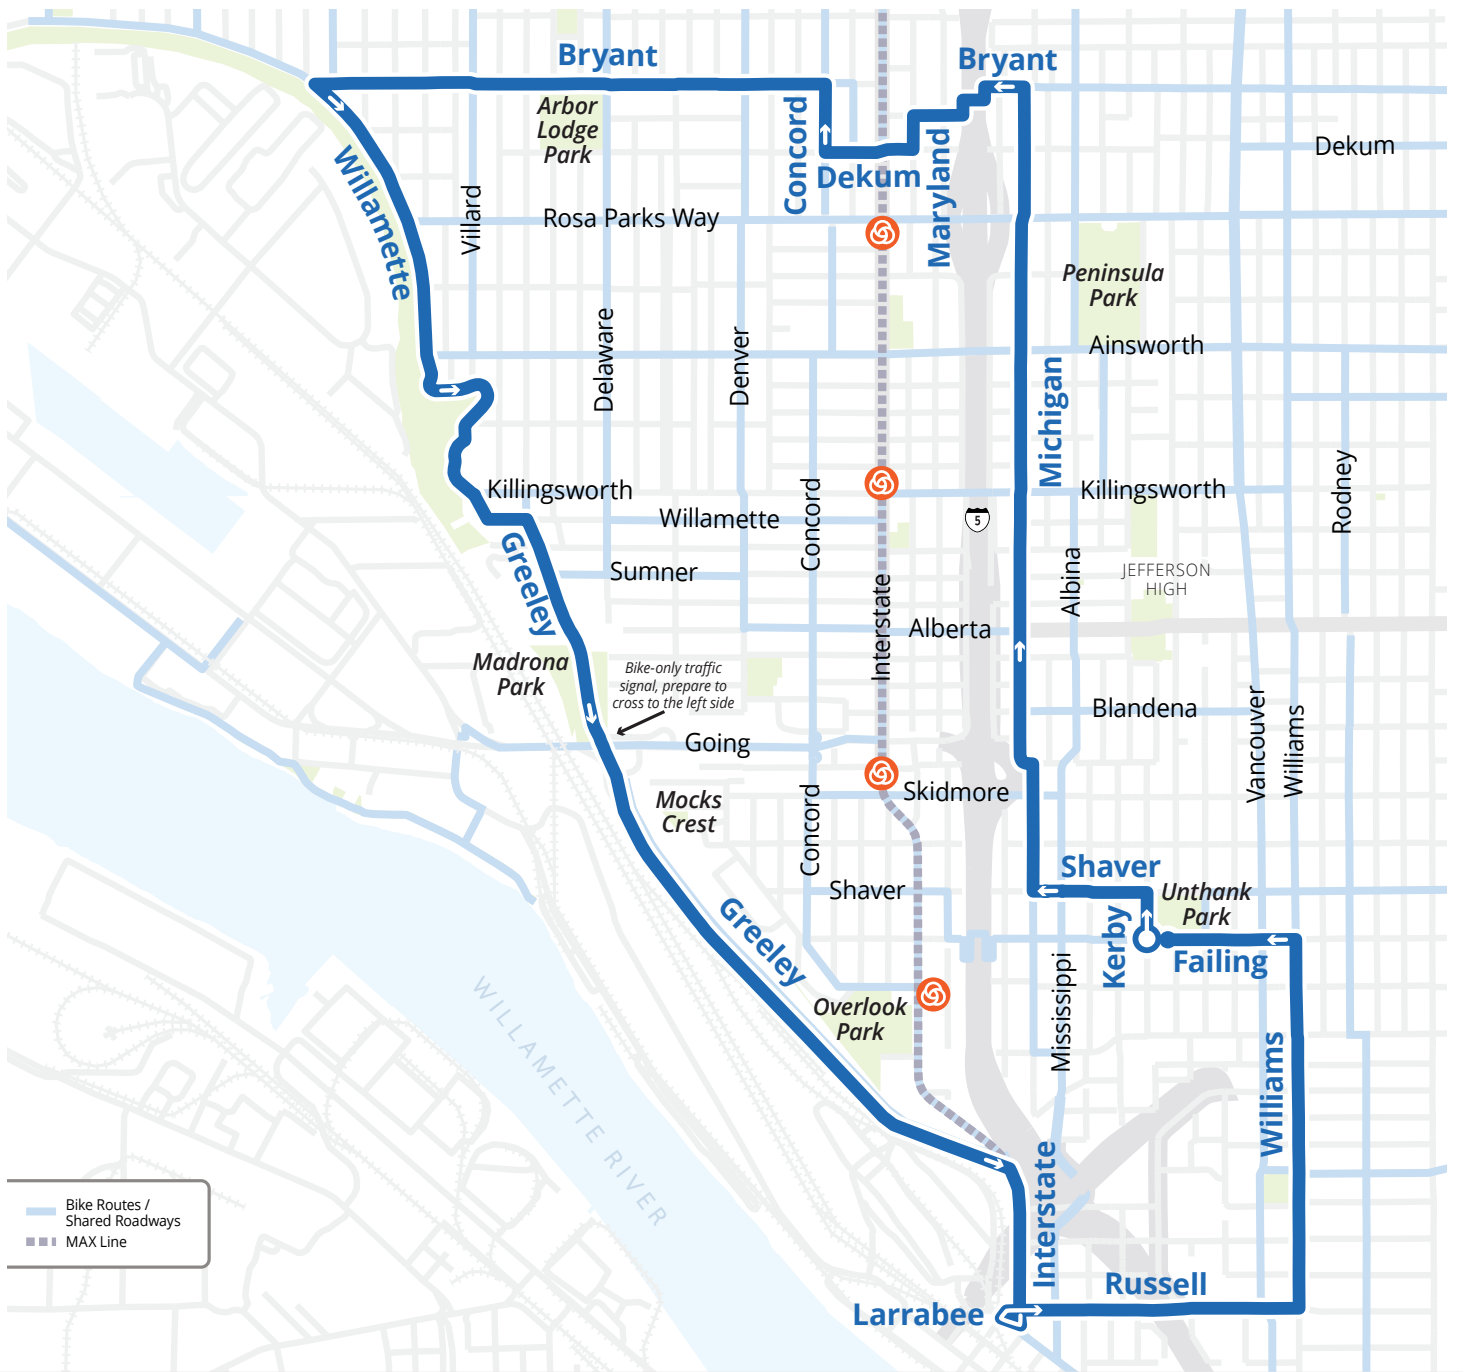 Bryant
Bryant
Arbor
Lodge
Park
Concord
Dekum
Maryland
Dekum
Willamette
Villard
Rosa Parks Way
Peninsula
Park
Ainsworth
Delaware
Denver
Michigan
Killingsworth
Willamette
Concord
Killingsworth
Rodney
5
Greeley
Sumner
Interstate
Alberta
Albina
JEFFERSON
HIGH
Madrona
Park
Bike-only traffic
signal, prepare to
cross to the left side
Going
Blandena
Vancouver
Williams
Mocks
Crest
Concord
Skidmore
Shaver
Shaver
Unthank
Park
Kerby
Failing
Greeley
Overlook
Park
Mississippi
WILLAMETTE RIVER
Williams
Interstate
Russell
Larrabee
Bike Routes /
Shared Roadways
MAX Line